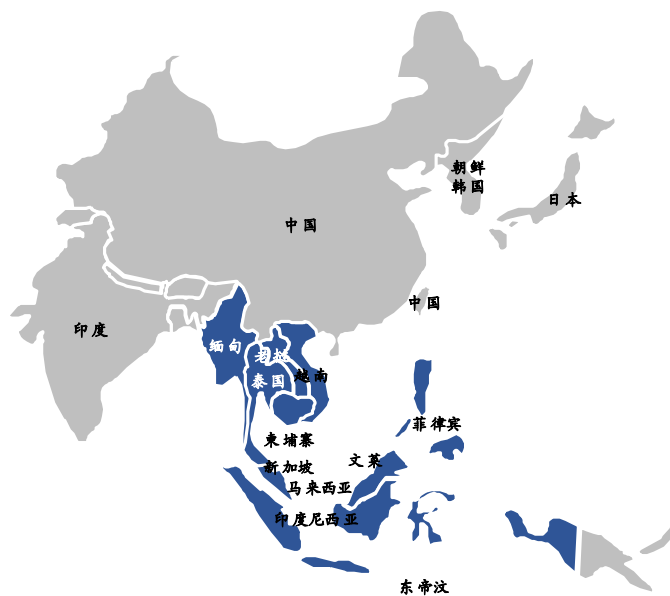 朝鲜
韩国
日本
中国
中国
印度
缅甸
老挝
越南
泰国
菲律宾
柬埔寨
文莱
新加坡
马来西亚
印度尼西亚
东帝汶